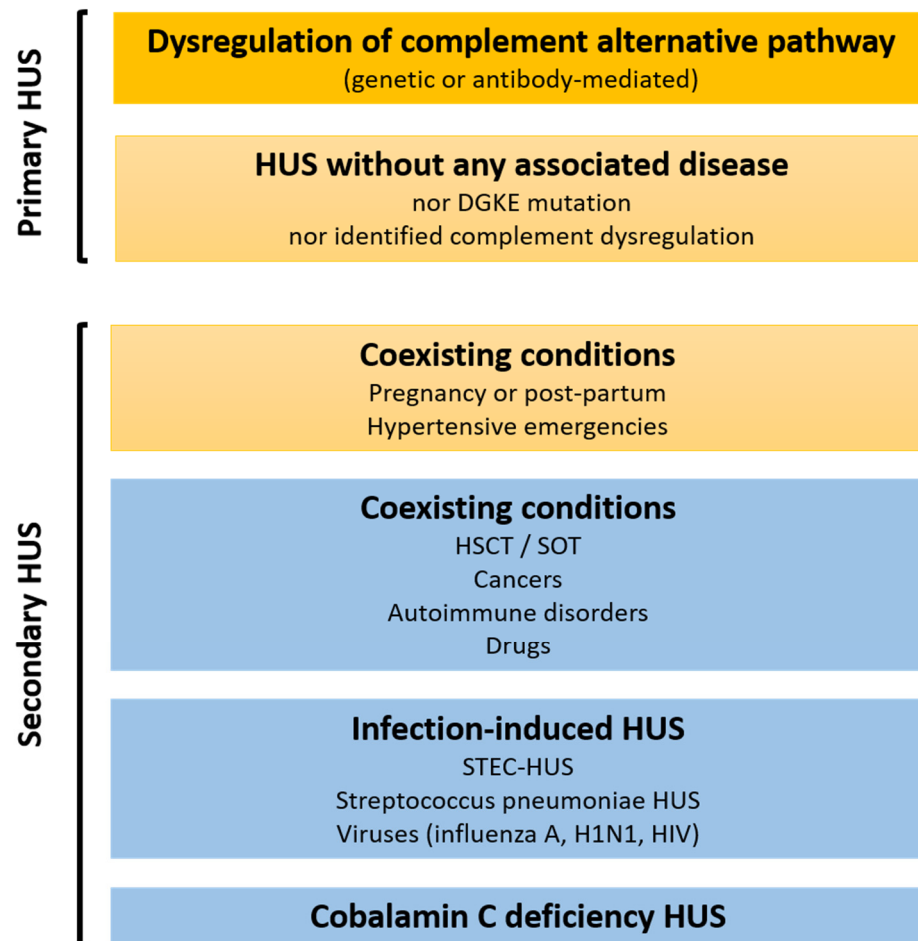 Primary HUS
Dysregulation of complement alternative pathway
(genetic or antibody-mediated)
HUS without any associated disease
nor DGKE mutation
nor identified complement dysregulation
Secondary HUS
Coexisting conditions
Pregnancy or post-partum
Hypertensive emergencies
Coexisting conditions
HSCT / SOT
Cancers
Autoimmune disorders
Drugs
Infection-induced HUS
STEC-HUS
Streptococcus pneumoniae HUS
Viruses (influenza A, H1N1, HIV)
Cobalamin C deficiency HUS